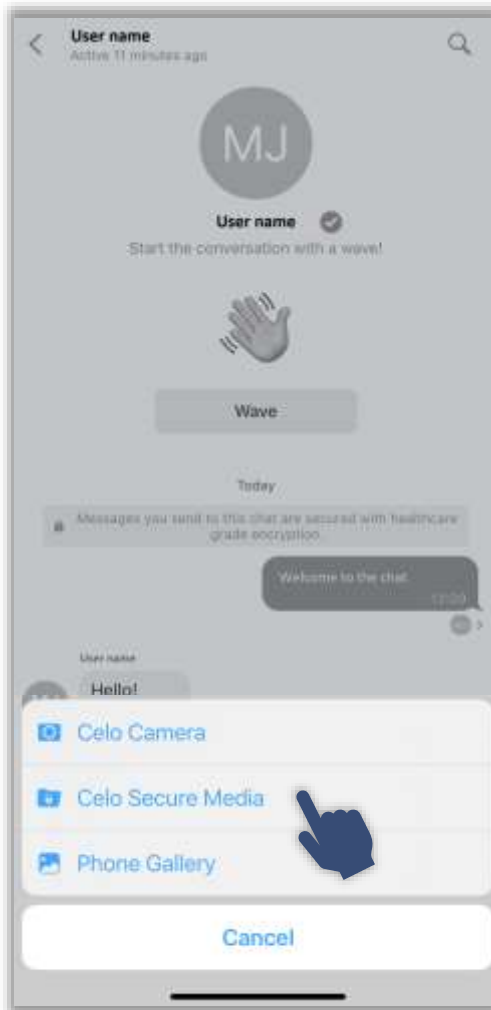 User name
Active 11 minutes ago
MJ
User name
Start the conversation with a wave!
Wave
Today
Messages you send to this chat are secured with healthcare
grade encryption.
Welcome to the chat
User name
Hello!
Celo Camera
Celo Secure Media
Phone Gallery
Cancel